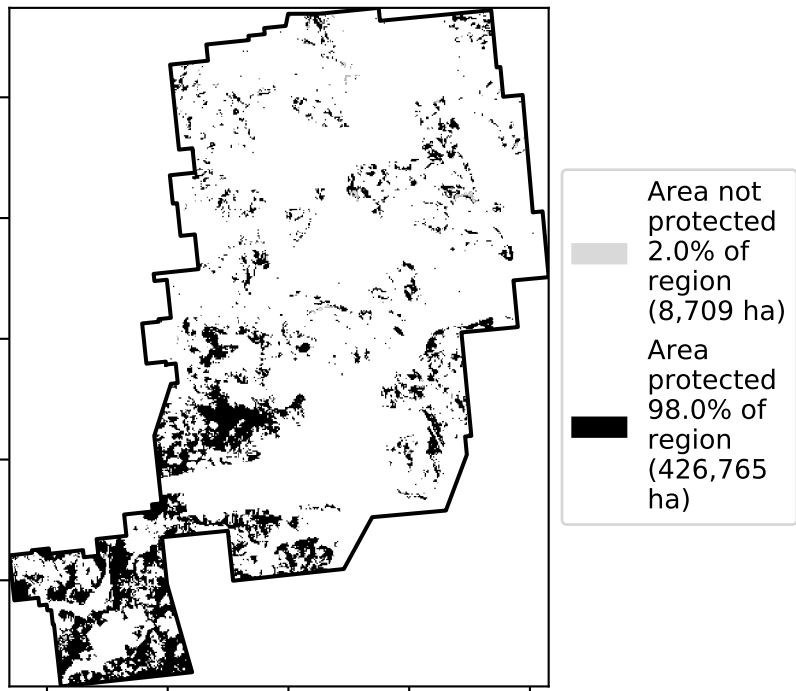 Area not
protected
2.0% of
region
(8,709 ha)
Area
protected
98.0% of
region
(426,765
ha)